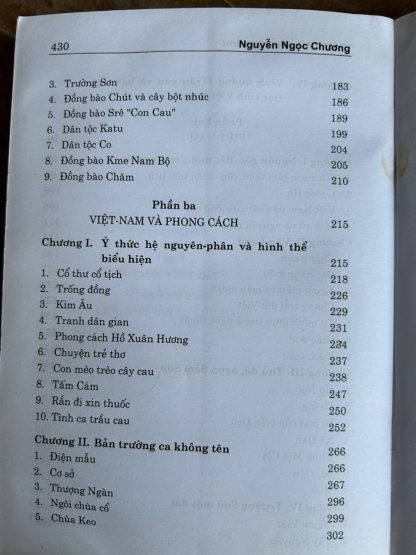 430 Nguyễn Ngọc Chương
3. Trường Sơn 183
4. Đồng bào Chút và cây bột nhúc 186
5. Đồng bào Srê "Con Cau" 189
6. Dân tộc Katu 199
7. Dân tộc Co 204
8. Đồng bào Kme Nam Bộ 205
9. Đồng bào Chăm 210
Phần ba
VIỆT-NAM VÀ PHONG CÁCH 215
Chương I. Ý thức hệ nguyên-phân và hình thể
biểu hiện 215
1. Cổ thư cổ tịch 218
2. Trống đồng 226
3. Kim Âu 229
4. Tranh dân gian 231
5. Phong cách Hồ Xuân Hương 234
6. Chuyện trẻ thơ 237
7. Con mèo trèo cây cau 238
8. Tấm Cám 247
9. Rắn đi xin thuốc 250
10. Tình ca trầu cau 252
Chương II. Bản trường ca không tên 266
1. Điện mẫu 266
2. Cơ sở 267
3. Thượng Ngàn 296
4. Ngôi chùa cổ 299
5. Chùa Keo 302